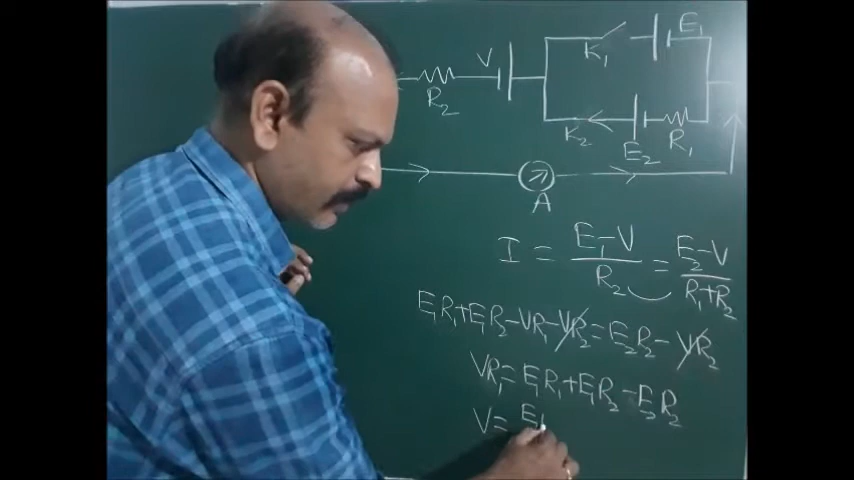 E₁
V
K₁
R₂
K₂
E₂
R₁
A
I = E₁-V / R₂ = E₂-V / R₁+R₂
E₁R₁+E₁R₂-VR₁-VR₂=E₂R₂-VR₂
VR₁=E₁R₁+E₁R₂-E₂R₂
V= E₁